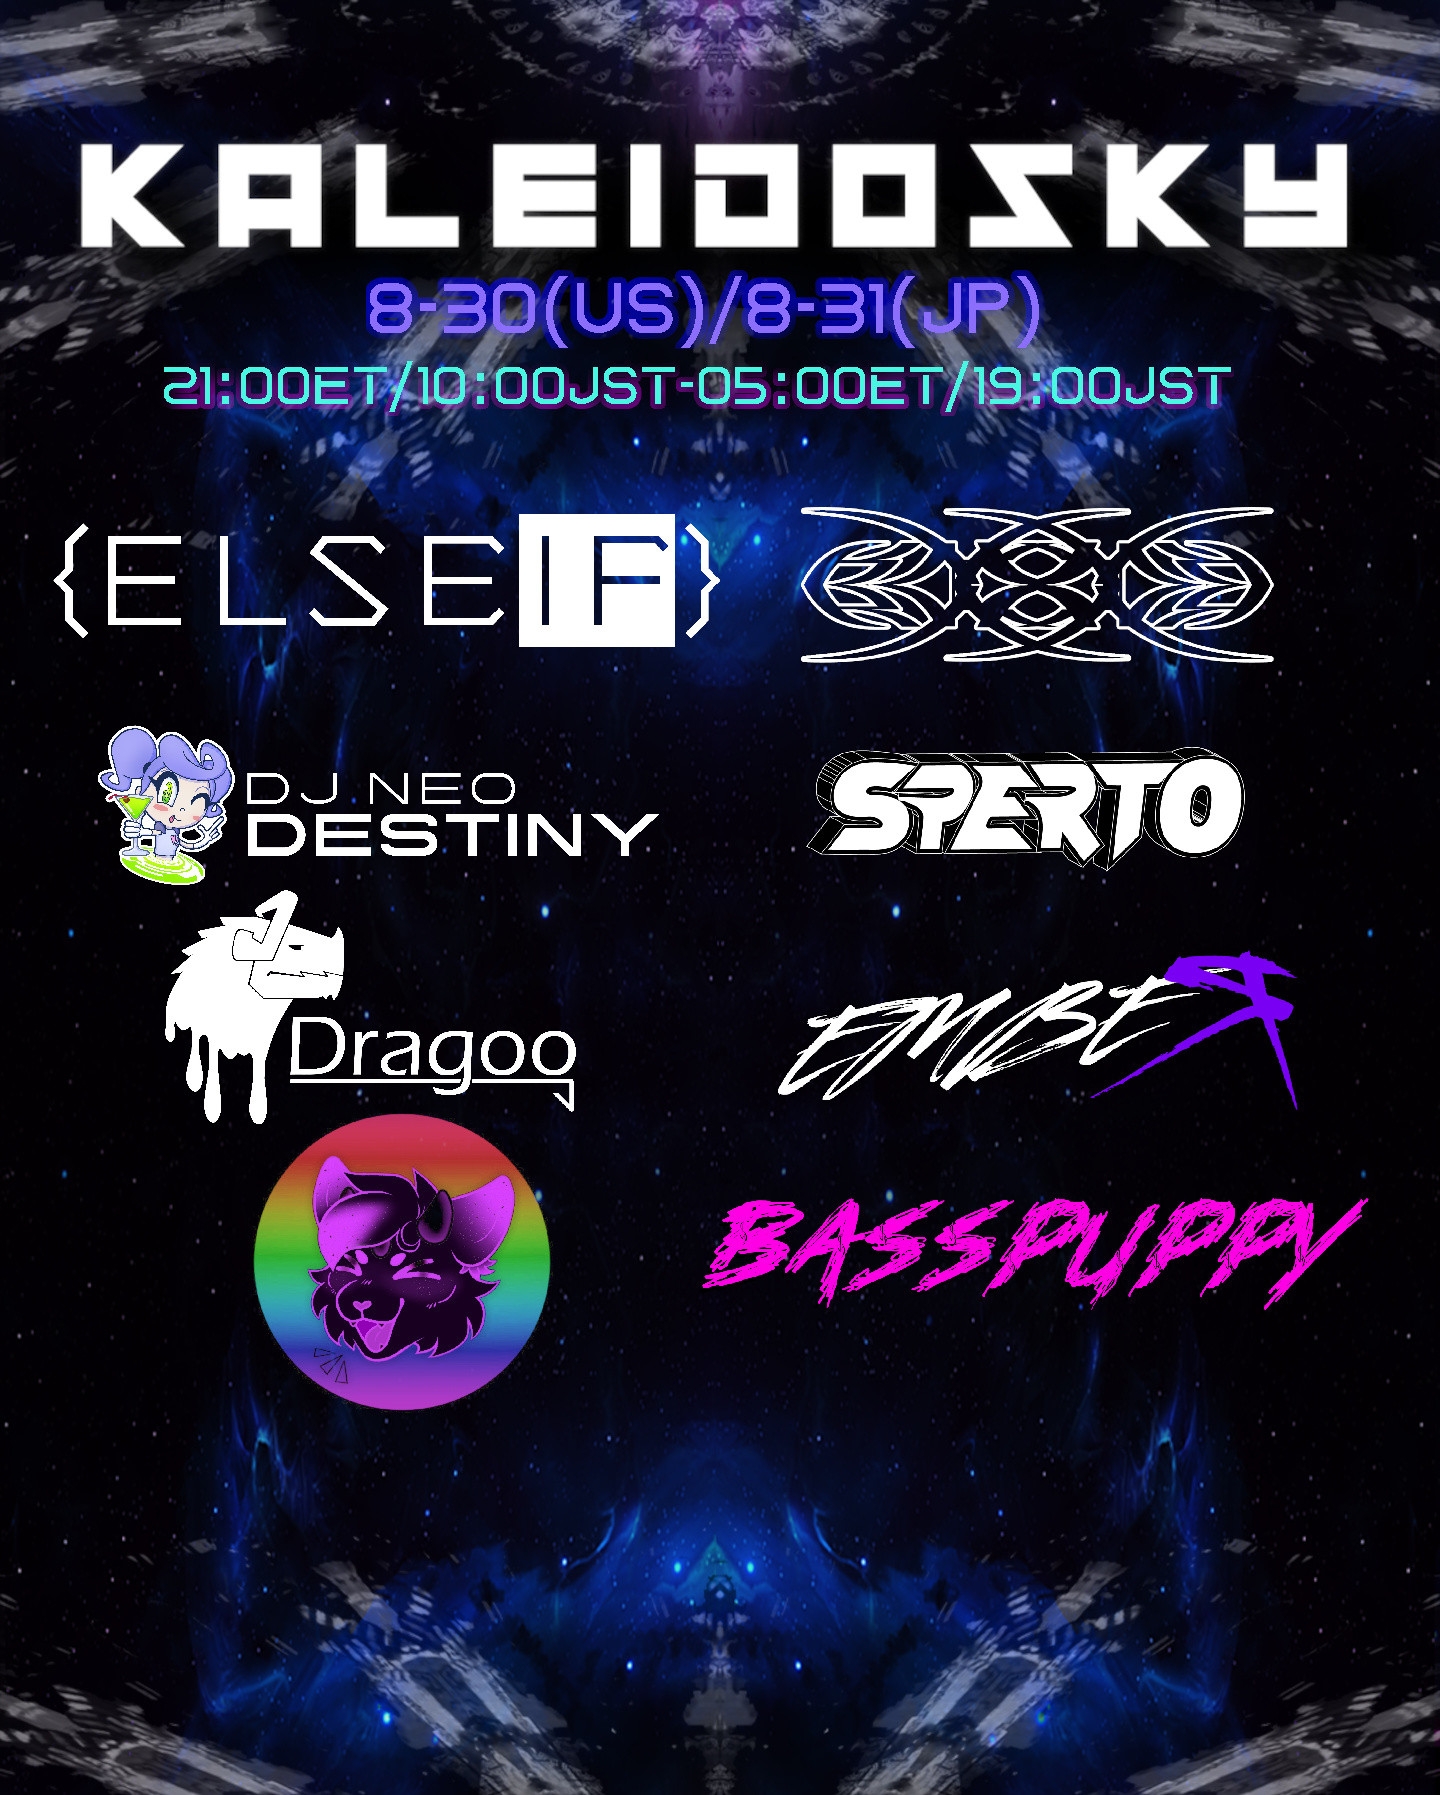 KALEIDOSKY
8-30(US)/8-31(JP)
21:00ET/10:00JST-05:00ET/19:00JST
{ELSEIF}
DJ NEO
DESTINY
SPERTO
Dragoo
EMBER
BASSPUPPY